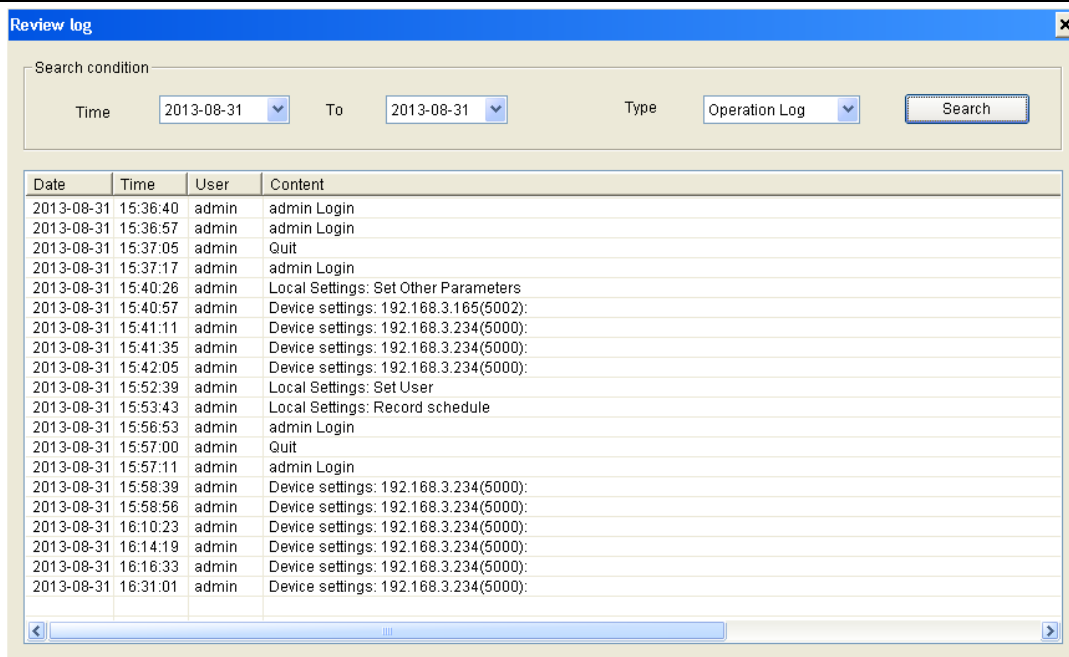 Review log
Search condition
Time 2013-08-31 To 2013-08-31 Type Operation Log Search
Date Time User Content
2013-08-31 15:36:40 admin admin Login
2013-08-31 15:36:57 admin admin Login
2013-08-31 15:37:05 admin Quit
2013-08-31 15:37:17 admin admin Login
2013-08-31 15:40:26 admin Local Settings: Set Other Parameters
2013-08-31 15:40:57 admin Device settings: 192.168.3.165(5002):
2013-08-31 15:41:11 admin Device settings: 192.168.3.234(5000):
2013-08-31 15:41:35 admin Device settings: 192.168.3.234(5000):
2013-08-31 15:42:05 admin Device settings: 192.168.3.234(5000):
2013-08-31 15:52:39 admin Local Settings: Set User
2013-08-31 15:53:43 admin Local Settings: Record schedule
2013-08-31 15:56:53 admin admin Login
2013-08-31 15:57:00 admin Quit
2013-08-31 15:57:11 admin admin Login
2013-08-31 15:58:39 admin Device settings: 192.168.3.234(5000):
2013-08-31 15:58:56 admin Device settings: 192.168.3.234(5000):
2013-08-31 16:10:23 admin Device settings: 192.168.3.234(5000):
2013-08-31 16:14:19 admin Device settings: 192.168.3.234(5000):
2013-08-31 16:16:33 admin Device settings: 192.168.3.234(5000):
2013-08-31 16:31:01 admin Device settings: 192.168.3.234(5000):